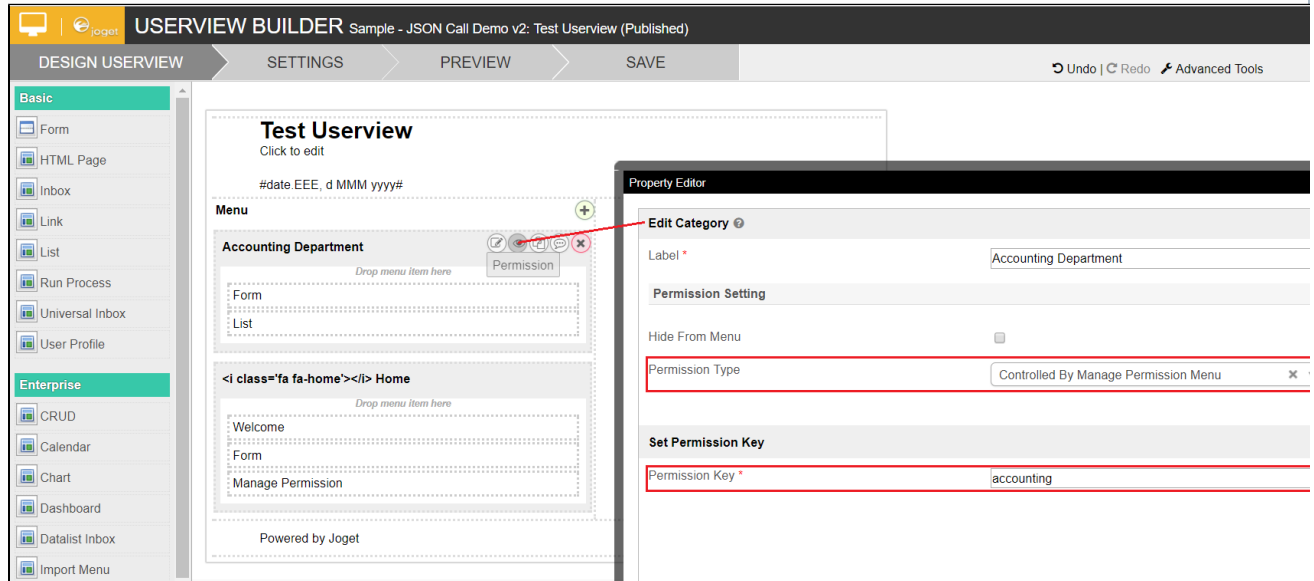 joget USERVIEW BUILDER Sample - JSON Call Demo v2: Test Userview (Published)
DESIGN USERVIEW SETTINGS PREVIEW SAVE
Undo | Redo Advanced Tools
Basic
Form
HTML Page
Inbox
Link
List
Run Process
Universal Inbox
User Profile
Enterprise
CRUD
Calendar
Chart
Dashboard
Datalist Inbox
Import Menu
Test Userview
Click to edit
#date.EEE, d MMM yyyy#
Menu
Accounting Department
Permission
Drop menu item here
Form
List
<i class='fa fa-home'></i> Home
Drop menu item here
Welcome
Form
Manage Permission
Powered by Joget
Property Editor
Edit Category
Label * Accounting Department
Permission Setting
Hide From Menu
Permission Type Controlled By Manage Permission Menu
Set Permission Key
Permission Key * accounting